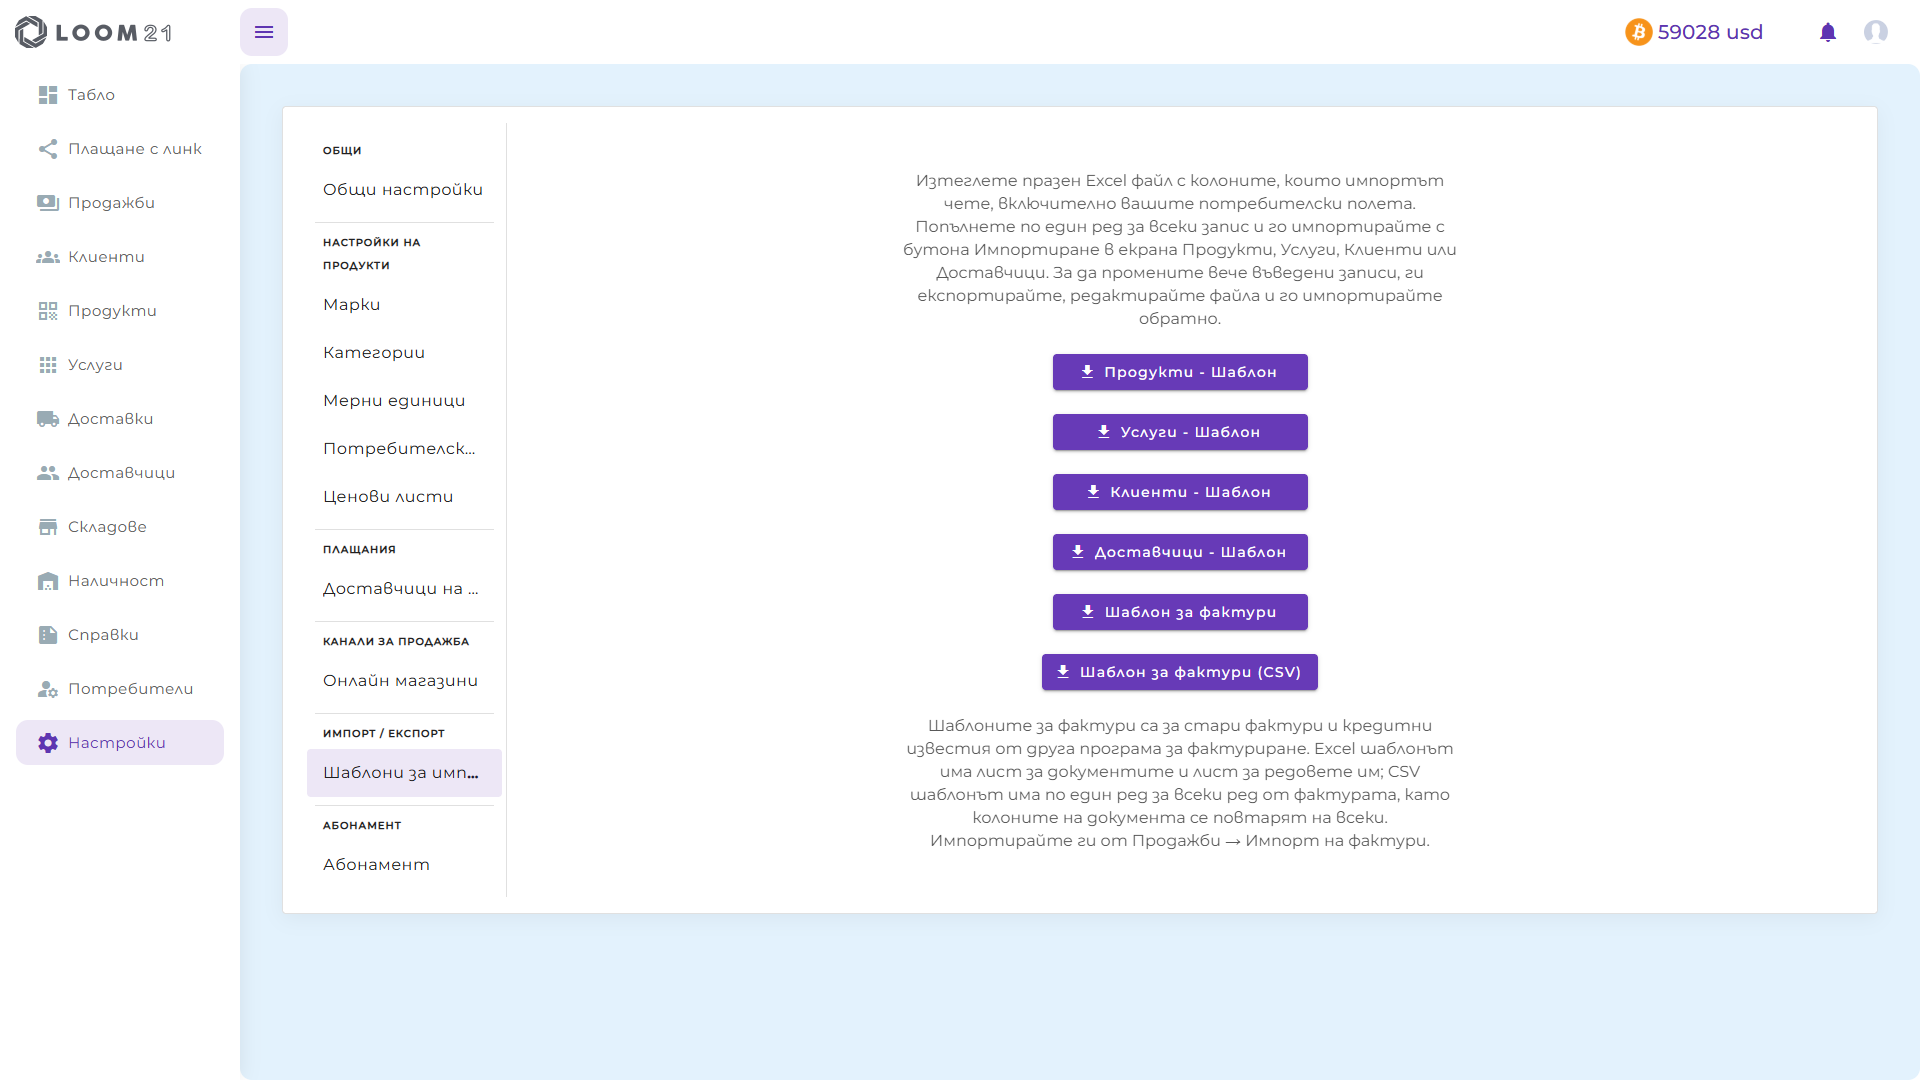 LOOM21
59028 usd
Табло
Плащане с линк
Продажби
Клиенти
Продукти
Услуги
Доставки
Доставчици
Складове
Наличност
Справки
Потребители
Настройки
ОБЩИ
Общи настройки
НАСТРОЙКИ НА
ПРОДУКТИ
Марки
Категории
Мерни единици
Потребителск...
Ценови листи
ПЛАЩАНИЯ
Доставчици на ...
КАНАЛИ ЗА ПРОДАЖБА
Онлайн магазини
ИМПОРТ / ЕКСПОРТ
Шаблони за имп...
АБОНАМЕНТ
Абонамент
Изтеглете празен Excel файл с колоните, които импортът
чете, включително вашите потребителски полета.
Попълнете по един ред за всеки запис и го импортирайте с
бутона Импортиране в екрана Продукти, Услуги, Клиенти или
Доставчици. За да промените вече въведени записи, ги
експортирайте, редактирайте файла и го импортирайте
обратно.
Продукти - Шаблон
Услуги - Шаблон
Клиенти - Шаблон
Доставчици - Шаблон
Шаблон за фактури
Шаблон за фактури (CSV)
Шаблоните за фактури са за стари фактури и кредитни
известия от друга програма за фактуриране. Excel шаблонът
има лист за документите и лист за редовете им; CSV
шаблонът има по един ред за всеки ред от фактурата, като
колоните на документа се повтарят на всеки.
Импортирайте ги от Продажби → Импорт на фактури.